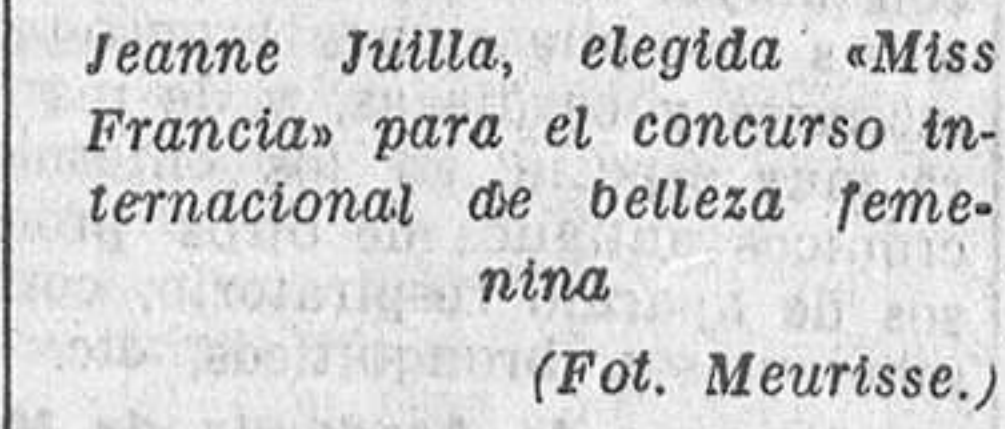 Jeanne Juilla, elegida «Miss
Francia» para el concurso in-
ternacional de belleza feme-
nina
(Fot. Meurisse.)